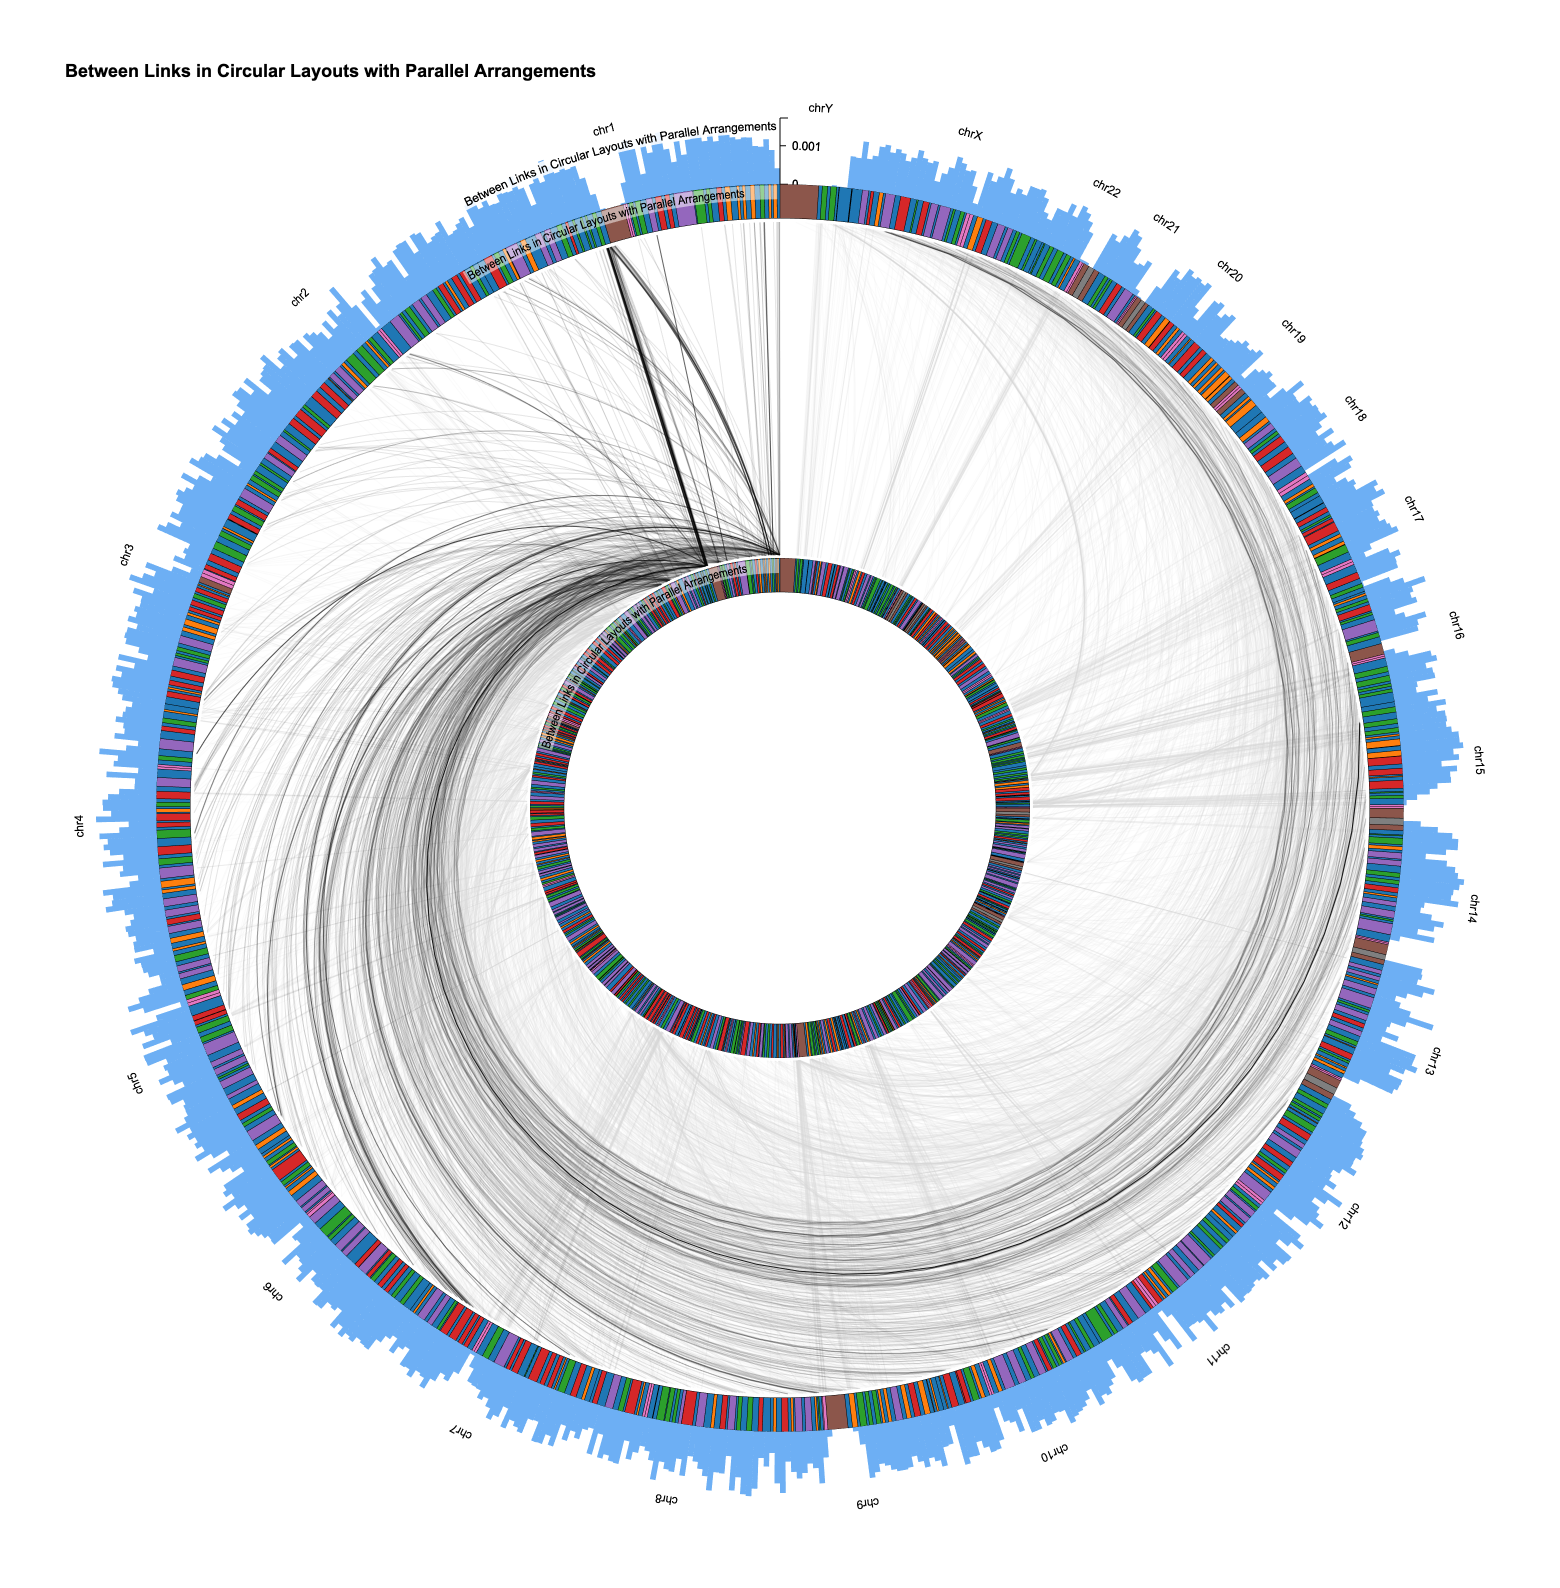 Between Links in Circular Layouts with Parallel Arrangements
chrY
chr1
Between Links in Circular Layouts with Parallel Arrangements
chrX
0.001
0
chr22
Between Links in Circular Layouts with Parallel Arrangements
chr21
chr20
chr2
chr19
chr18
chr17
chr3
Between Links in Circular Layouts with Parallel Arrangements
chr16
chr15
chr4
chr14
chr13
chr5
chr12
chr6
chr11
chr7
chr10
chr8
chr9